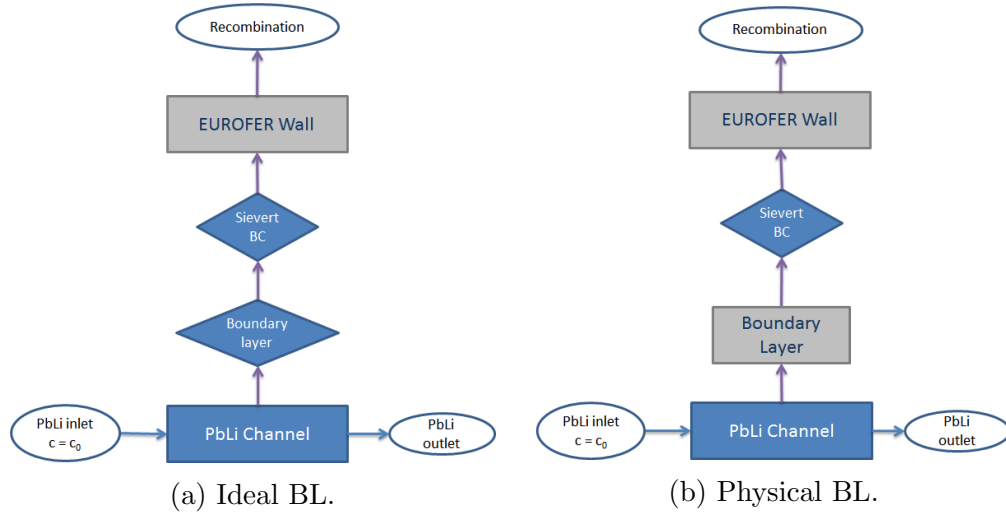 Recombination
EUROFER Wall
Sievert
BC
Boundary
layer
PbLi inlet
c = c₀
PbLi Channel
PbLi
outlet
(a) Ideal BL.
Recombination
EUROFER Wall
Sievert
BC
Boundary
Layer
PbLi inlet
c = c₀
PbLi Channel
PbLi
outlet
(b) Physical BL.